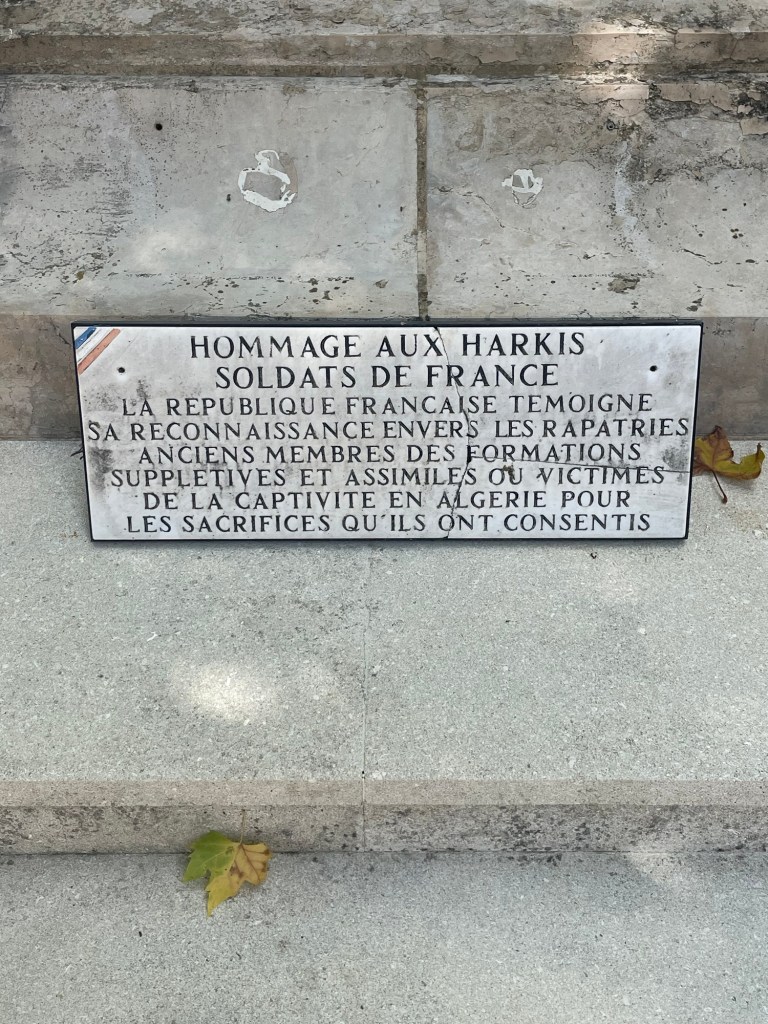 HOMMAGE AUX HARKIS
SOLDATS DE FRANCE
LA REPUBLIQUE FRANCAISE TEMOIGNE
SA RECONNAISSANCE ENVERS LES RAPATRIES
ANCIENS MEMBRES DES FORMATIONS
SUPPLETIVES ET ASSIMILES OU VICTIMES
DE LA CAPTIVITE EN ALGERIE POUR
LES SACRIFICES QU'ILS ONT CONSENTIS